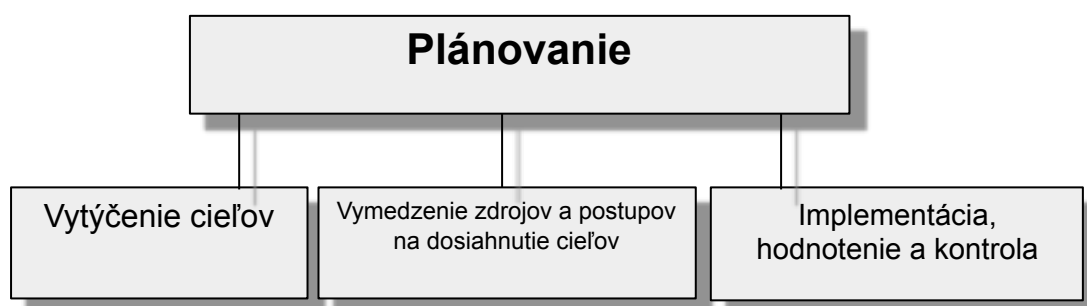 Plánovanie
Vytýčenie cieľov
Vymedzenie zdrojov a postupov
na dosiahnutie cieľov
Implementácia,
hodnotenie a kontrola